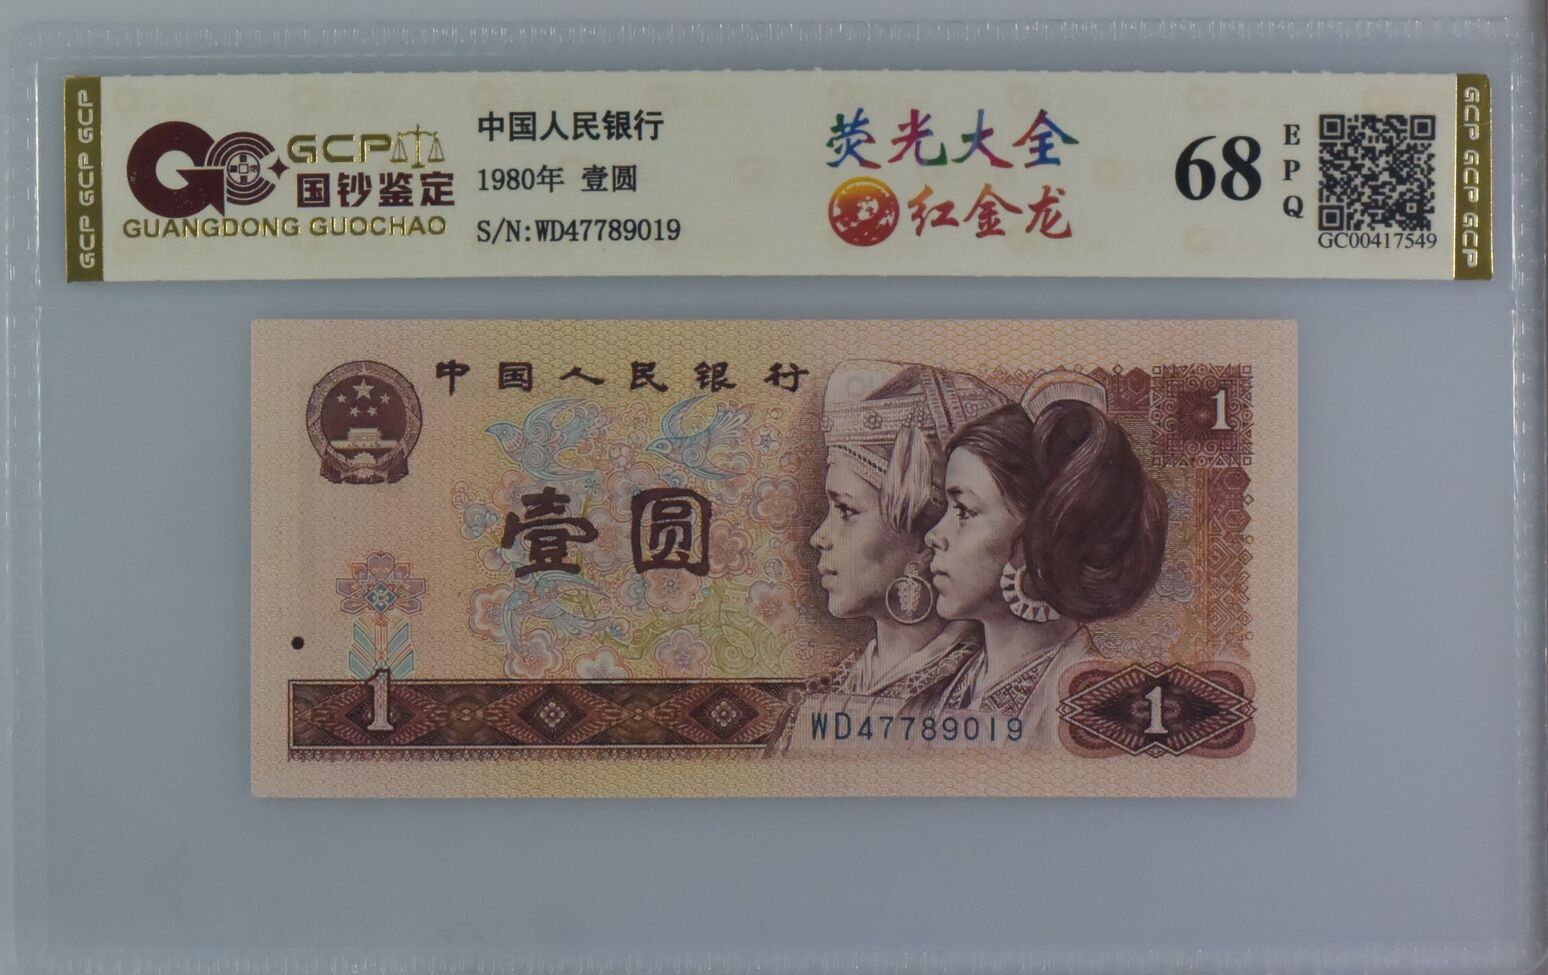 GCP GCP GCP
GCP
国钞鉴定
GUANGDONG GUOCHAO
中国人民银行
1980年 壹圆
S/N:WD47789019
荧光大全
红金龙
68
EPQ
GC00417549
GCP GCP GCP
中国人民银行
1
壹圆
1
WD47789019
1